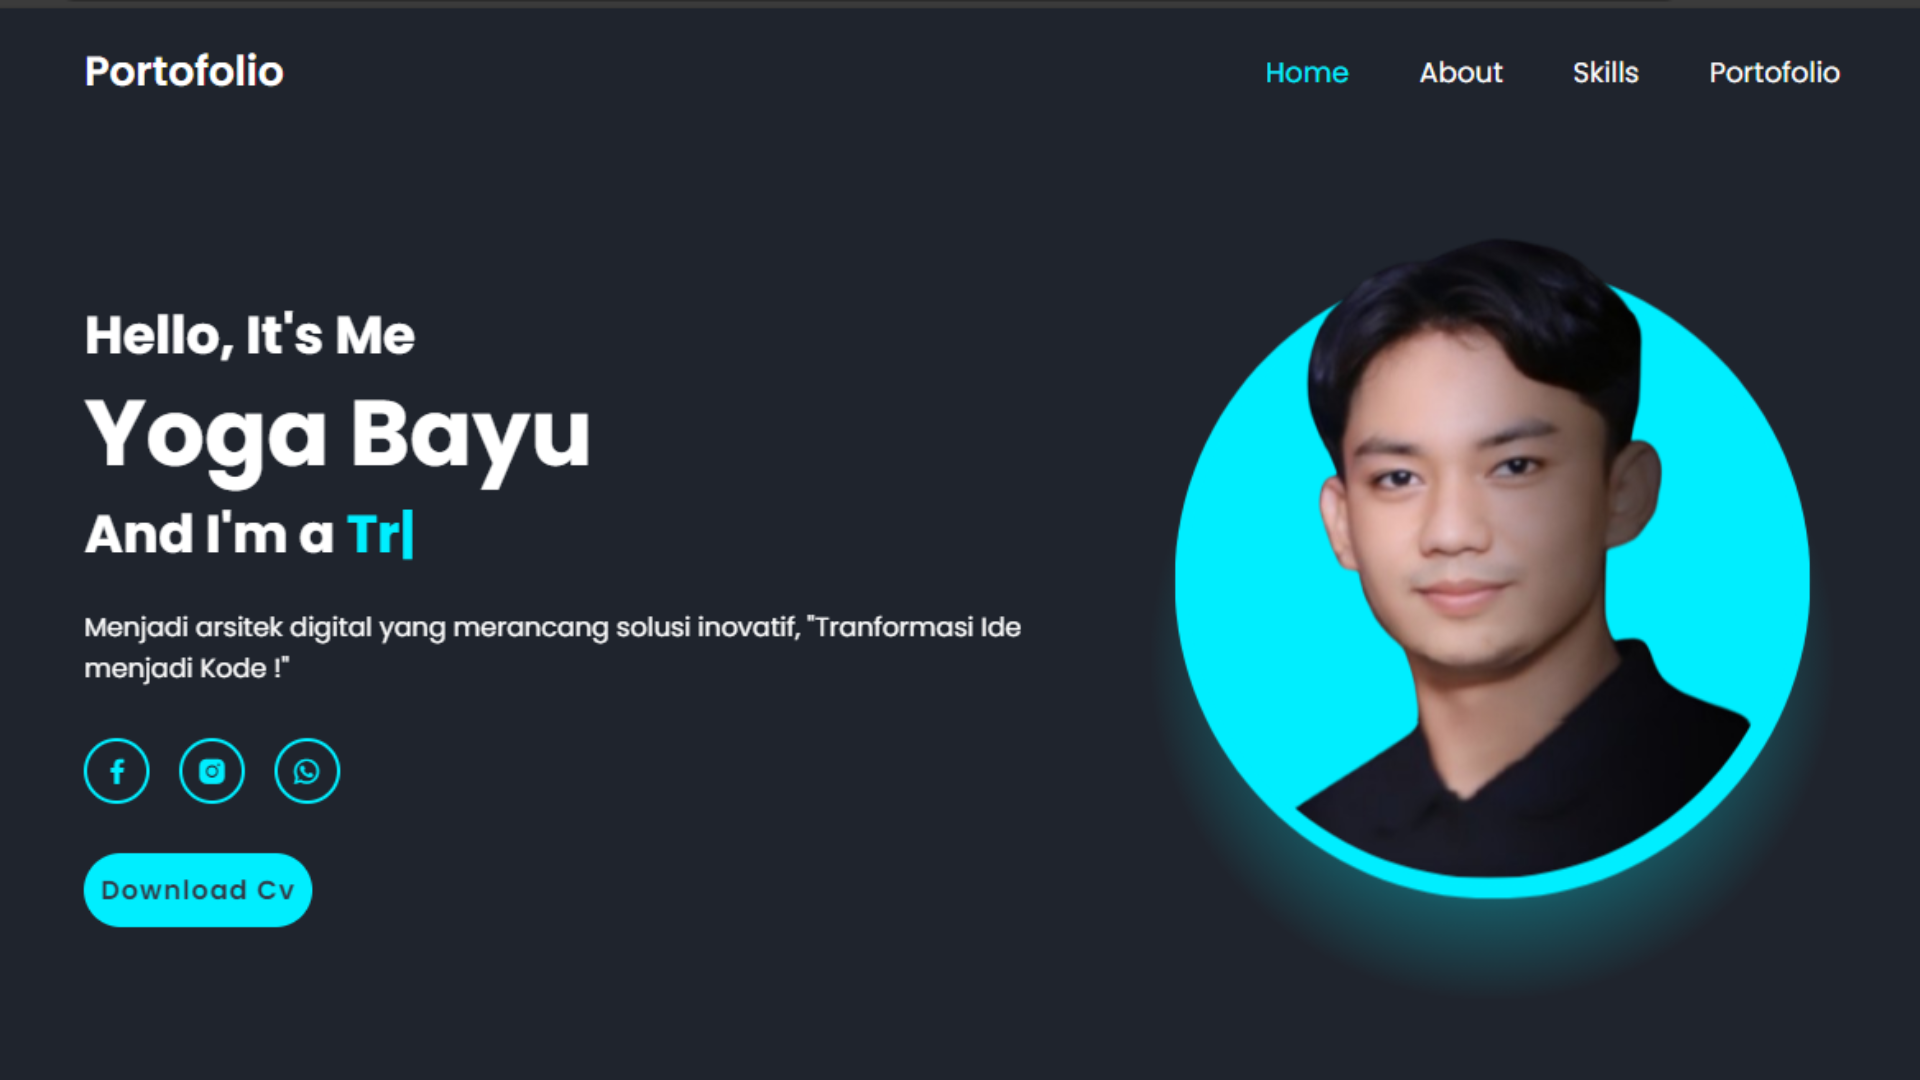 Portofolio
Home About Skills Portofolio
Hello, It's Me
Yoga Bayu
And I'm a Tr|
Menjadi arsitek digital yang merancang solusi inovatif, "Tranformasi Ide
menjadi Kode !"
Download Cv